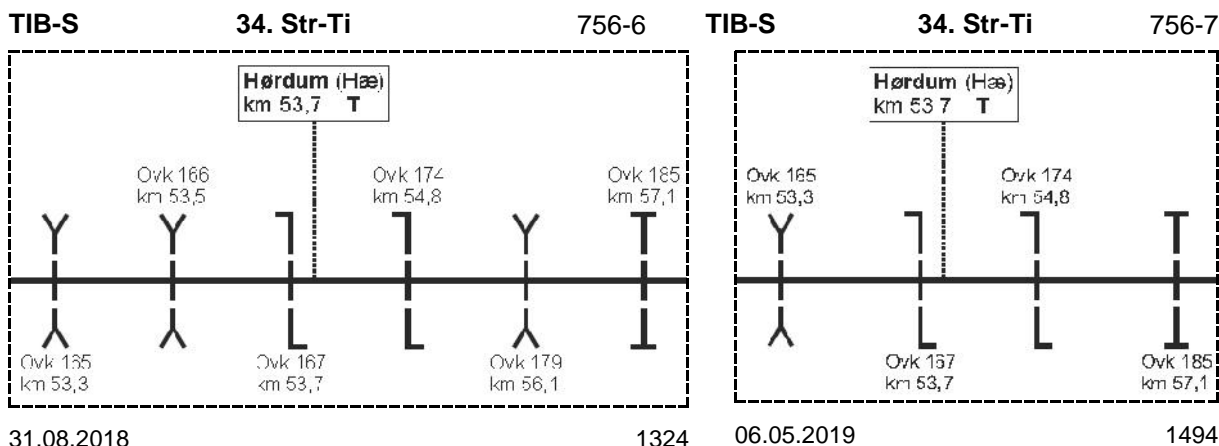 TIB-S 34. Str-Ti 756-6
Hørdum (Hæ)
km 53,7 T
Ovk 166
km 53,5
Ovk 174
km 54,8
Ovk 185
km 57,1
Ovk 165
km 53,3
Ovk 167
km 53,7
Ovk 179
km 56,1
31.08.2018 1324
TIB-S 34. Str-Ti 756-7
Hørdum (Hæ)
km 53 7 T
Ovk 165
km 53,3
Ovk 174
km 54,8
Ovk 167
km 53,7
Ovk 185
km 57,1
06.05.2019 1494